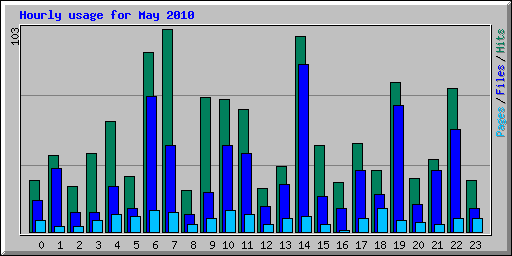 Hourly usage for May 2010
103
Pages/Files/Hits
0 1 2 3 4 5 6 7 8 9 10 11 12 13 14 15 16 17 18 19 20 21 22 23